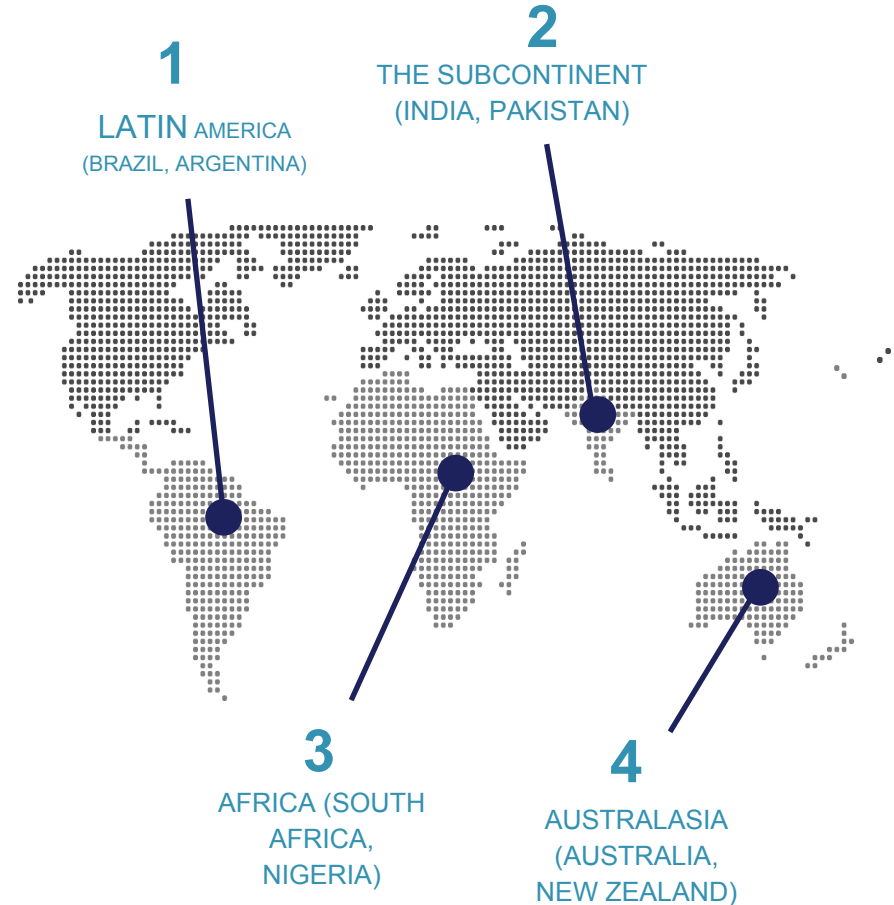 1
LATIN AMERICA
(BRAZIL, ARGENTINA)
2
THE SUBCONTINENT
(INDIA, PAKISTAN)
3
AFRICA (SOUTH
AFRICA,
NIGERIA)
4
AUSTRALASIA
(AUSTRALIA,
NEW ZEALAND)